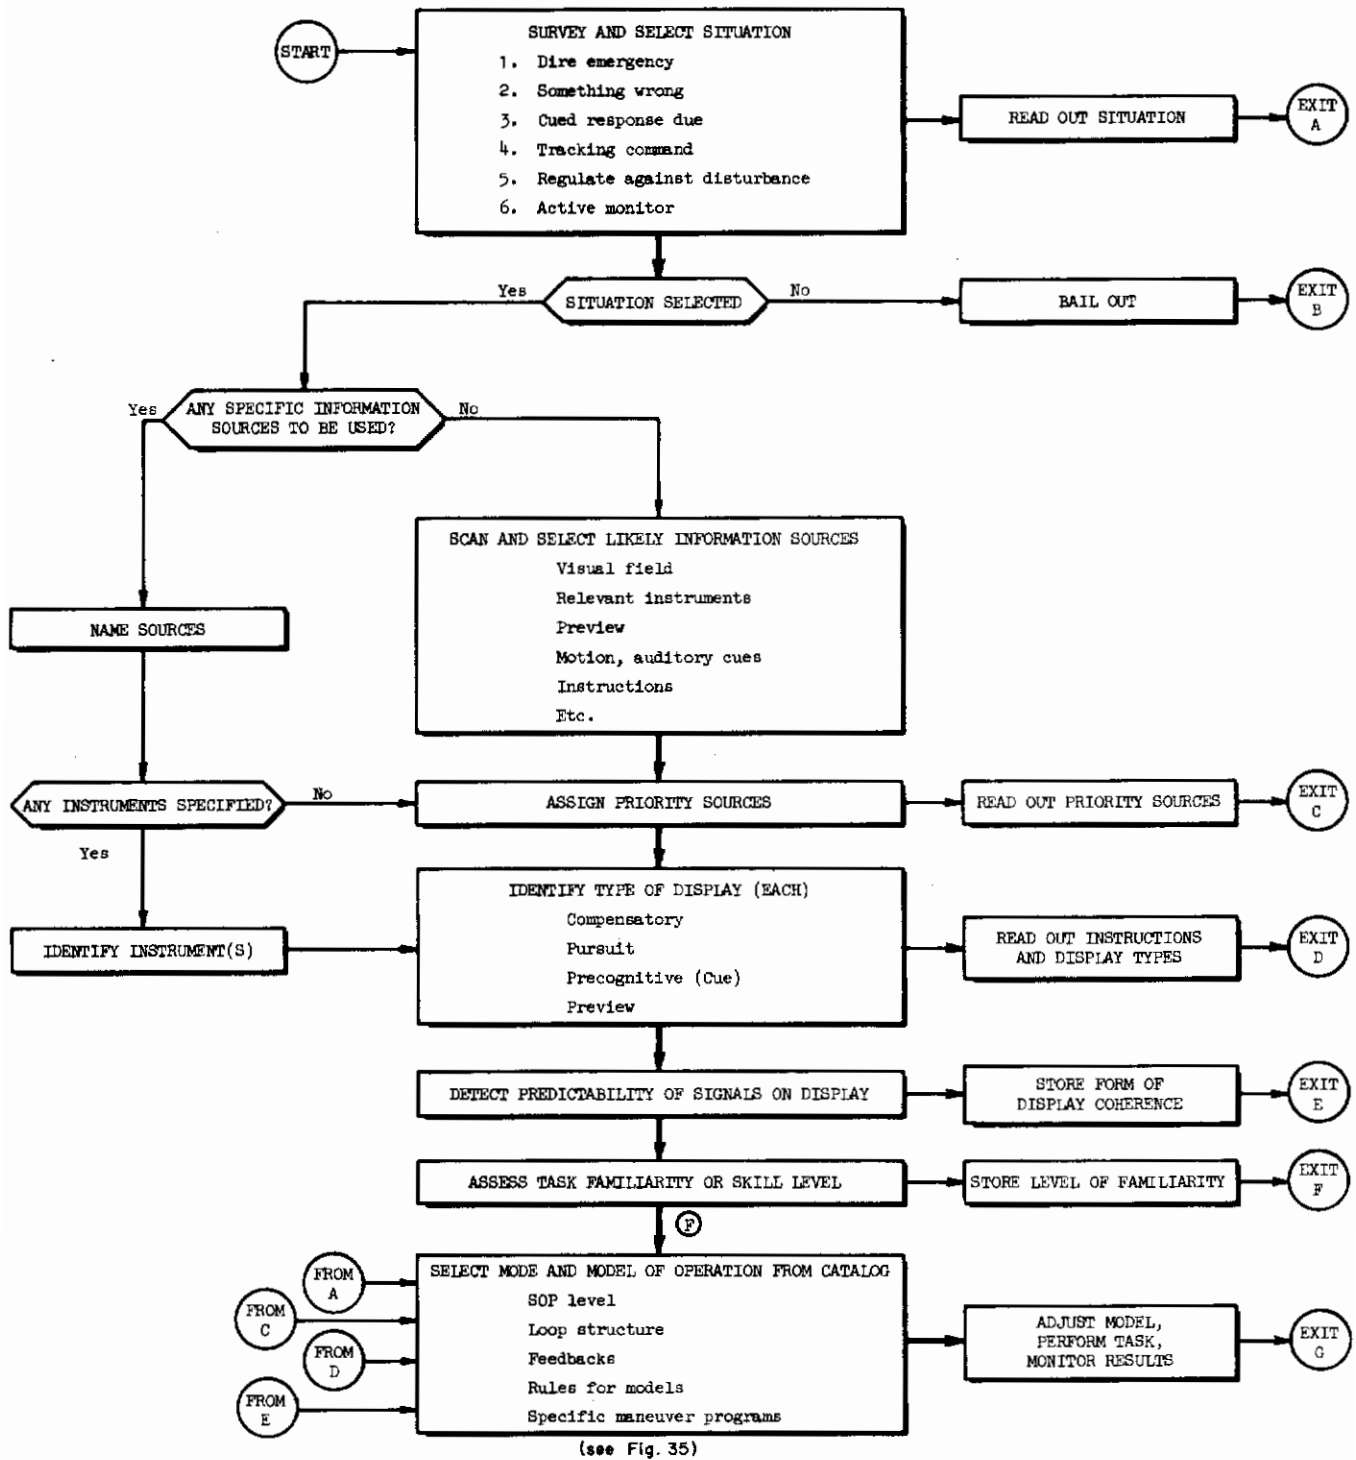 START
SURVEY AND SELECT SITUATION
1. Dire emergency
2. Something wrong
3. Cued response due
4. Tracking command
5. Regulate against disturbance
6. Active monitor
READ OUT SITUATION
EXIT
A
Yes
SITUATION SELECTED
No
BAIL OUT
EXIT
B
Yes
ANY SPECIFIC INFORMATION
SOURCES TO BE USED?
No
SCAN AND SELECT LIKELY INFORMATION SOURCES
Visual field
Relevant instruments
Preview
Motion, auditory cues
Instructions
Etc.
NAME SOURCES
ANY INSTRUMENTS SPECIFIED?
No
Yes
ASSIGN PRIORITY SOURCES
READ OUT PRIORITY SOURCES
EXIT
C
IDENTIFY INSTRUMENT(S)
IDENTIFY TYPE OF DISPLAY (EACH)
Compensatory
Pursuit
Precognitive (Cue)
Preview
READ OUT INSTRUCTIONS
AND DISPLAY TYPES
EXIT
D
DETECT PREDICTABILITY OF SIGNALS ON DISPLAY
STORE FORM OF
DISPLAY COHERENCE
EXIT
E
ASSESS TASK FAMILIARITY OR SKILL LEVEL
STORE LEVEL OF FAMILIARITY
EXIT
F
F
FROM
A
FROM
C
FROM
D
FROM
E
SELECT MODE AND MODEL OF OPERATION FROM CATALOG
SOP level
Loop structure
Feedbacks
Rules for models
Specific maneuver programs
ADJUST MODEL,
PERFORM TASK,
MONITOR RESULTS
EXIT
G
(see Fig. 35)